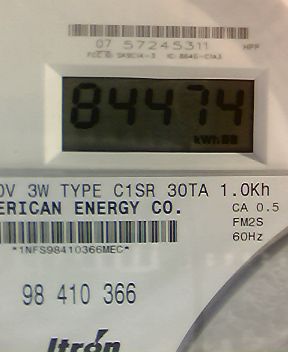 07 57245311
HPP
84474
kWh
0V 3W TYPE C1SR 30TA 1.0Kh
ERICAN ENERGY CO.
CA 0.5
FM2S
60Hz
*1NFS98410366MEC*
98 410 366
Itron